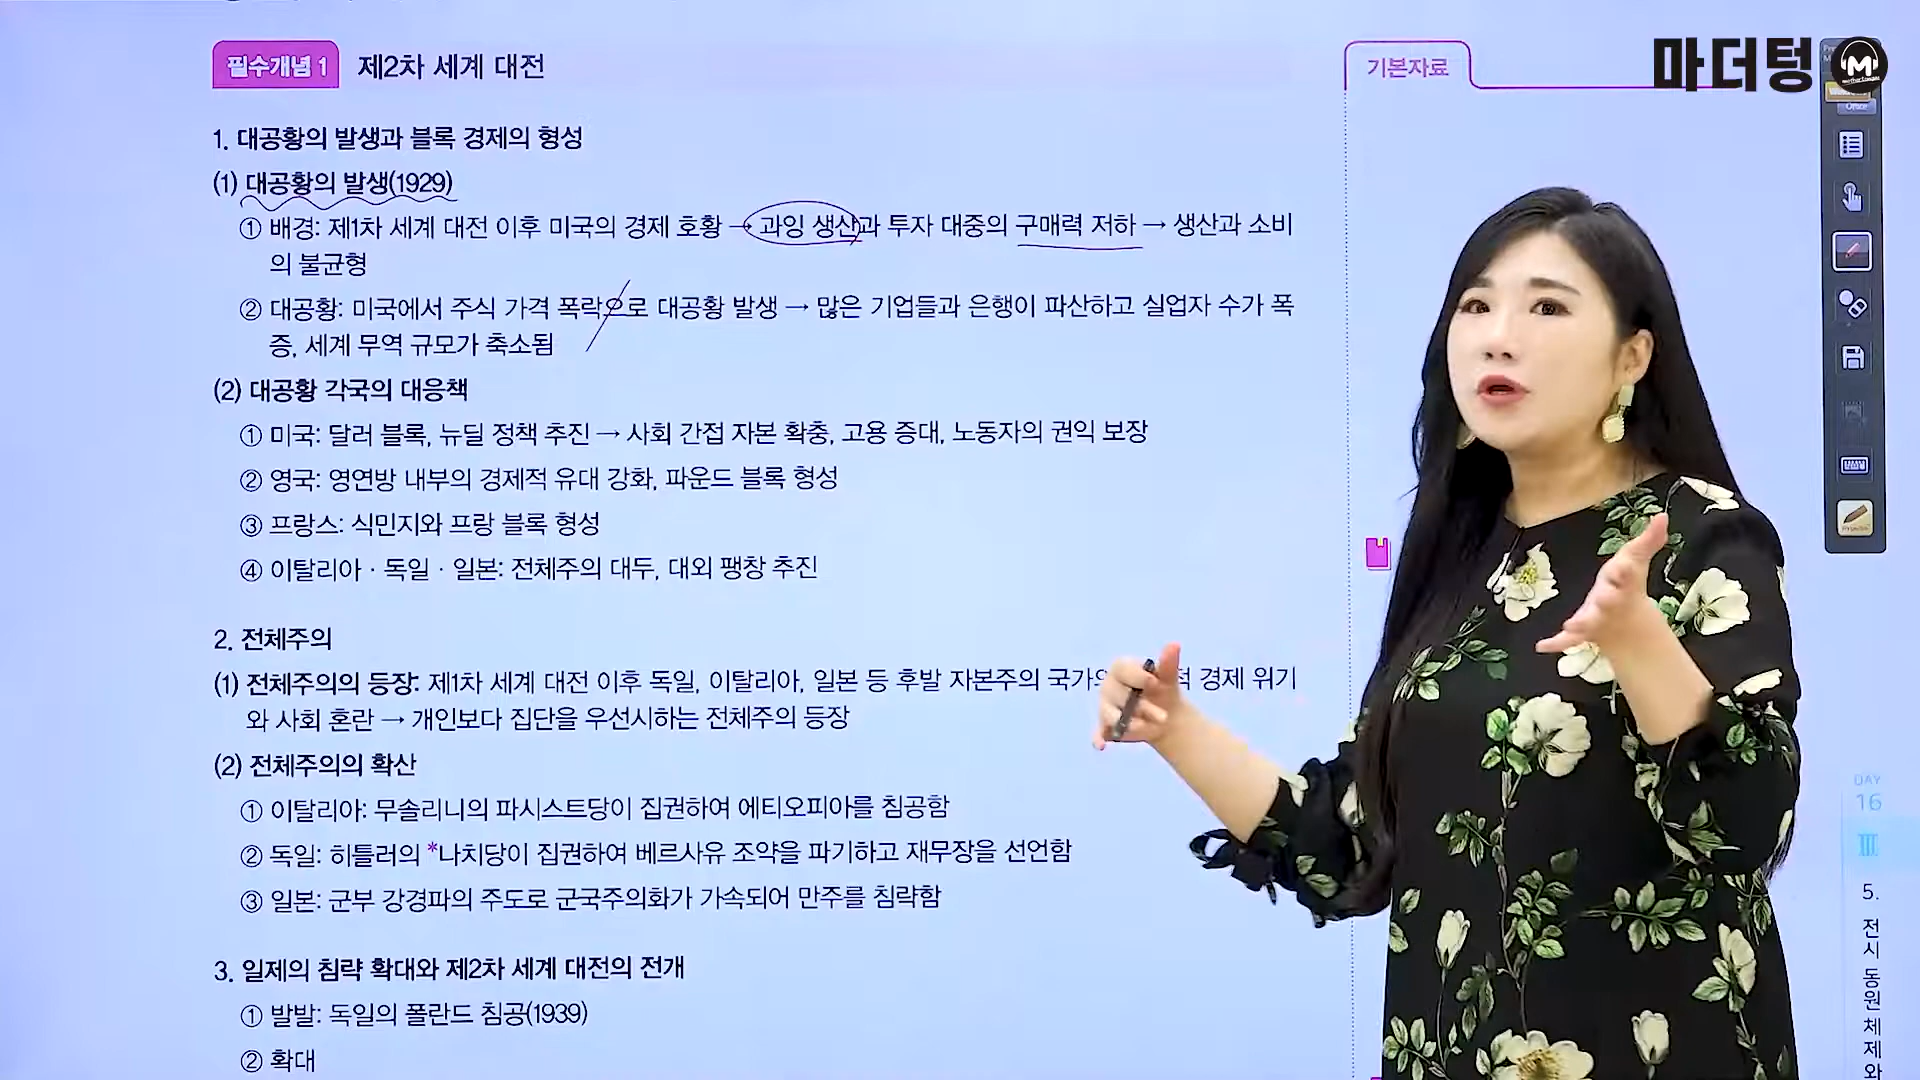 필수개념 1 제2차 세계 대전
기본자료
마더텅
M
1. 대공황의 발생과 블록 경제의 형성
(1) 대공황의 발생(1929)
① 배경: 제1차 세계 대전 이후 미국의 경제 호황 → 과잉 생산과 투자 대중의 구매력 저하 → 생산과 소비
의 불균형
② 대공황: 미국에서 주식 가격 폭락으로 대공황 발생 → 많은 기업들과 은행이 파산하고 실업자 수가 폭
증, 세계 무역 규모가 축소됨
(2) 대공황 각국의 대응책
① 미국: 달러 블록, 뉴딜 정책 추진 → 사회 간접 자본 확충, 고용 증대, 노동자의 권익 보장
② 영국: 영연방 내부의 경제적 유대 강화, 파운드 블록 형성
③ 프랑스: 식민지와 프랑 블록 형성
④ 이탈리아 · 독일 · 일본: 전체주의 대두, 대외 팽창 추진
2. 전체주의
(1) 전체주의의 등장: 제1차 세계 대전 이후 독일, 이탈리아, 일본 등 후발 자본주의 경제 위기
와 사회 혼란 → 개인보다 집단을 우선시하는 전체주의 등장
(2) 전체주의의 확산
① 이탈리아: 무솔리니의 파시스트당이 집권하여 에티오피아를 침공함
② 독일: 히틀러의 *나치당이 집권하여 베르사유 조약을 파기하고 재무장을 선언함
③ 일본: 군부 강경파의 주도로 군국주의화가 가속되어 만주를 침략함
3. 일제의 침략 확대와 제2차 세계 대전의 전개
① 발발: 독일의 폴란드 침공(1939)
② 확대
DAY
16
Ⅲ
5. 전시 동원 체제와